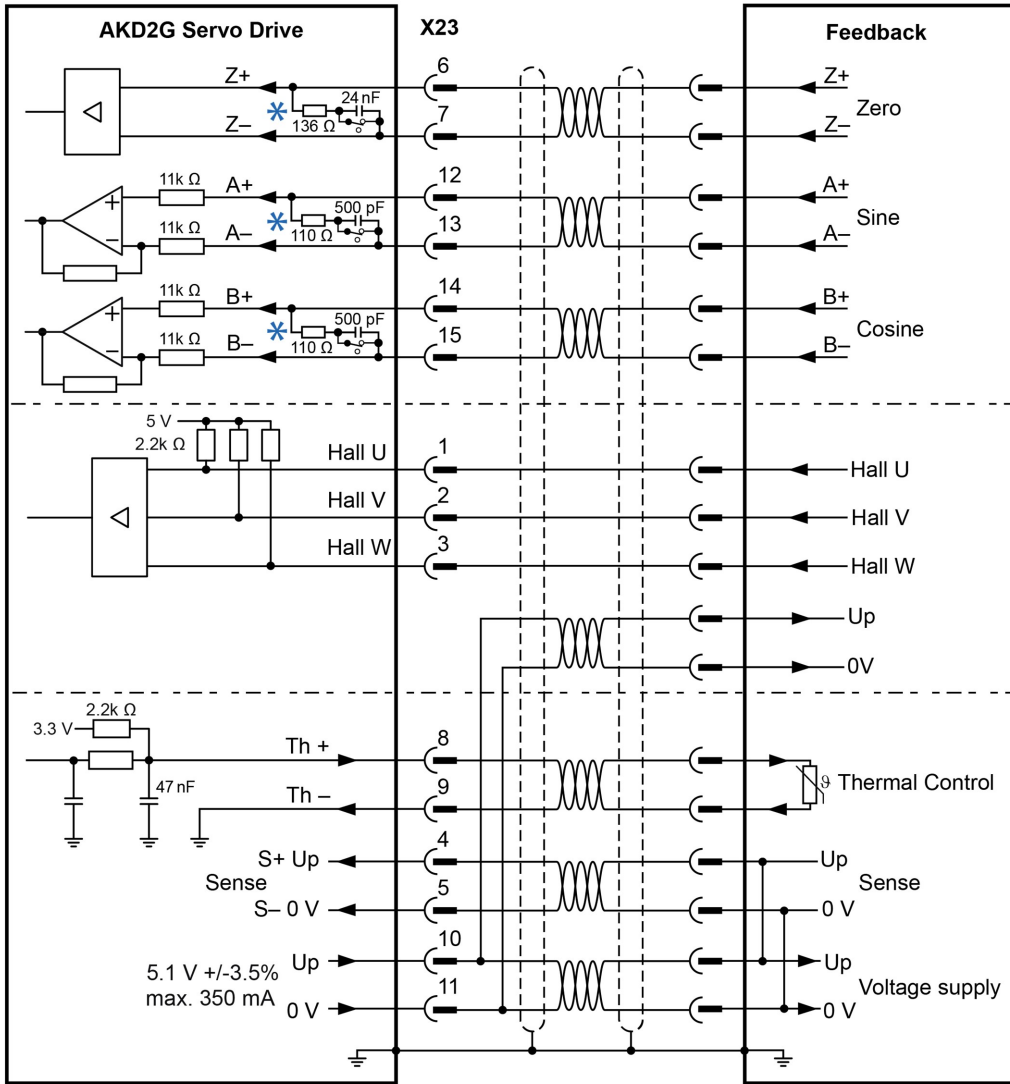 AKD2G Servo Drive X23 Feedback
Z+ 6 Z+
24 nF
* 136 Ω 7 Zero
Z– Z–
11k Ω A+ 12 A+
500 pF
* 110 Ω 13 Sine
11k Ω A– A–
11k Ω B+ 14 B+
500 pF
* 110 Ω 15 Cosine
11k Ω B– B–
5 V
2.2k Ω
Hall U 1 Hall U
Hall V 2 Hall V
Hall W 3 Hall W
Up
0V
2.2k Ω
3.3 V
Th + 8
47 nF ϑ Thermal Control
Th – 9
S+ Up 4 Up
Sense Sense
S– 0 V 5 0 V
Up 10 Up
5.1 V +/-3.5%
max. 350 mA Voltage supply
0 V 11 0 V